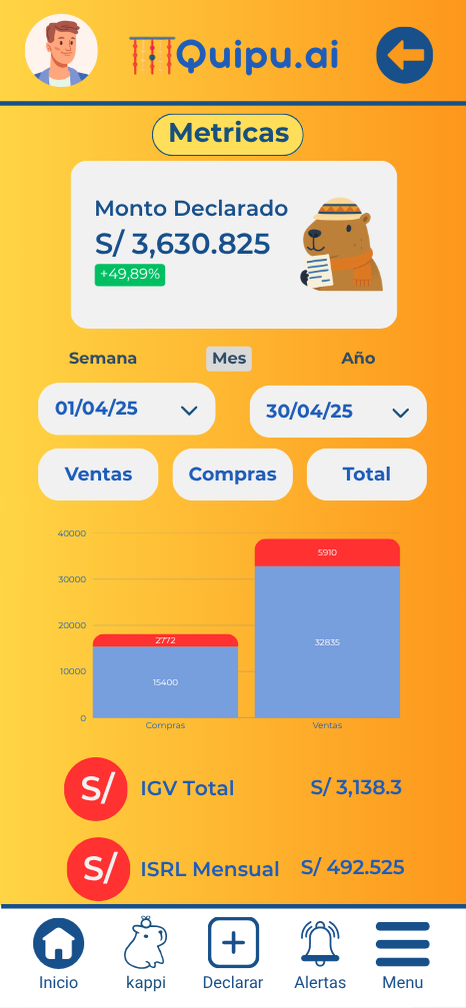 Quipu.ai
Metricas
Monto Declarado
S/ 3,630.825
+49,89%
Semana Mes Año
01/04/25 30/04/25
Ventas Compras Total
40000
30000
20000
10000
0
5910
2772
32835
15400
Compras Ventas
S/ IGV Total S/ 3,138.3
S/ ISRL Mensual S/ 492.525
Inicio kappi Declarar Alertas Menu